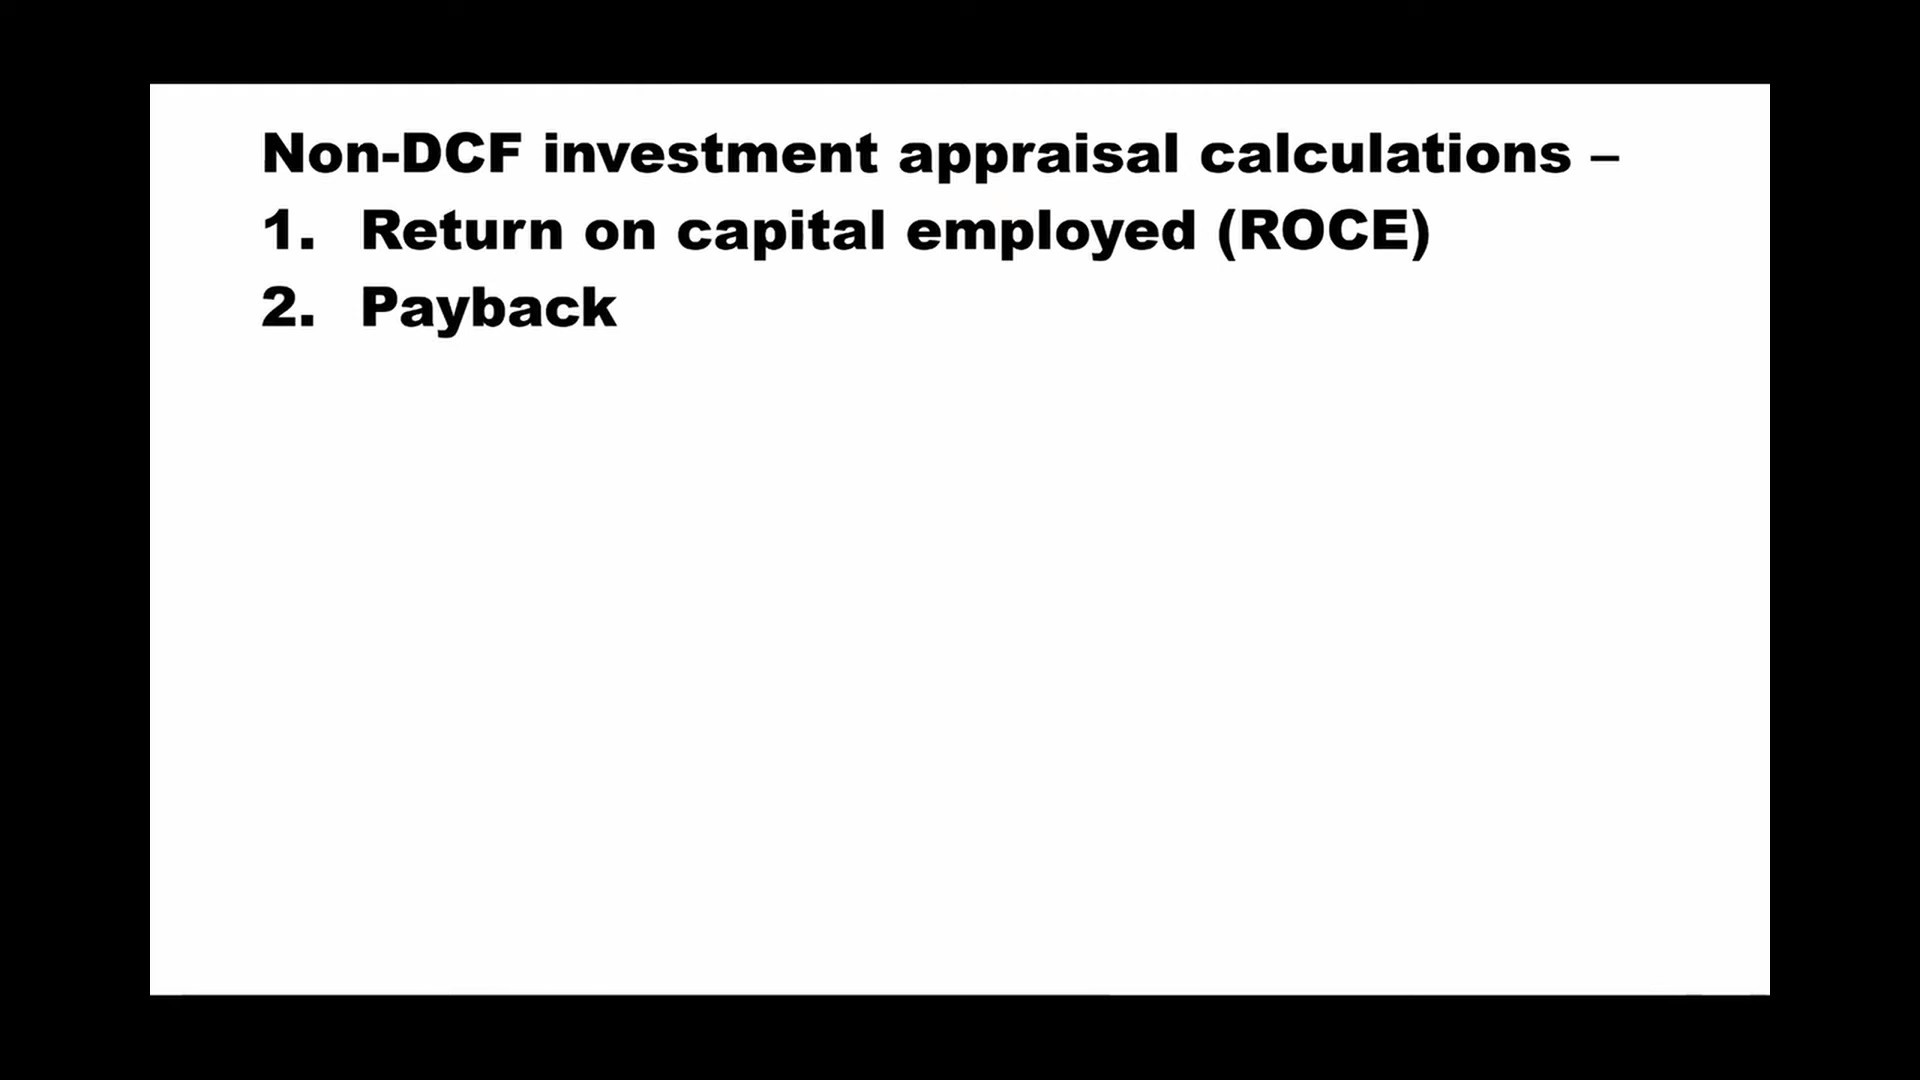 Non-DCF investment appraisal calculations –
1. Return on capital employed (ROCE)
2. Payback